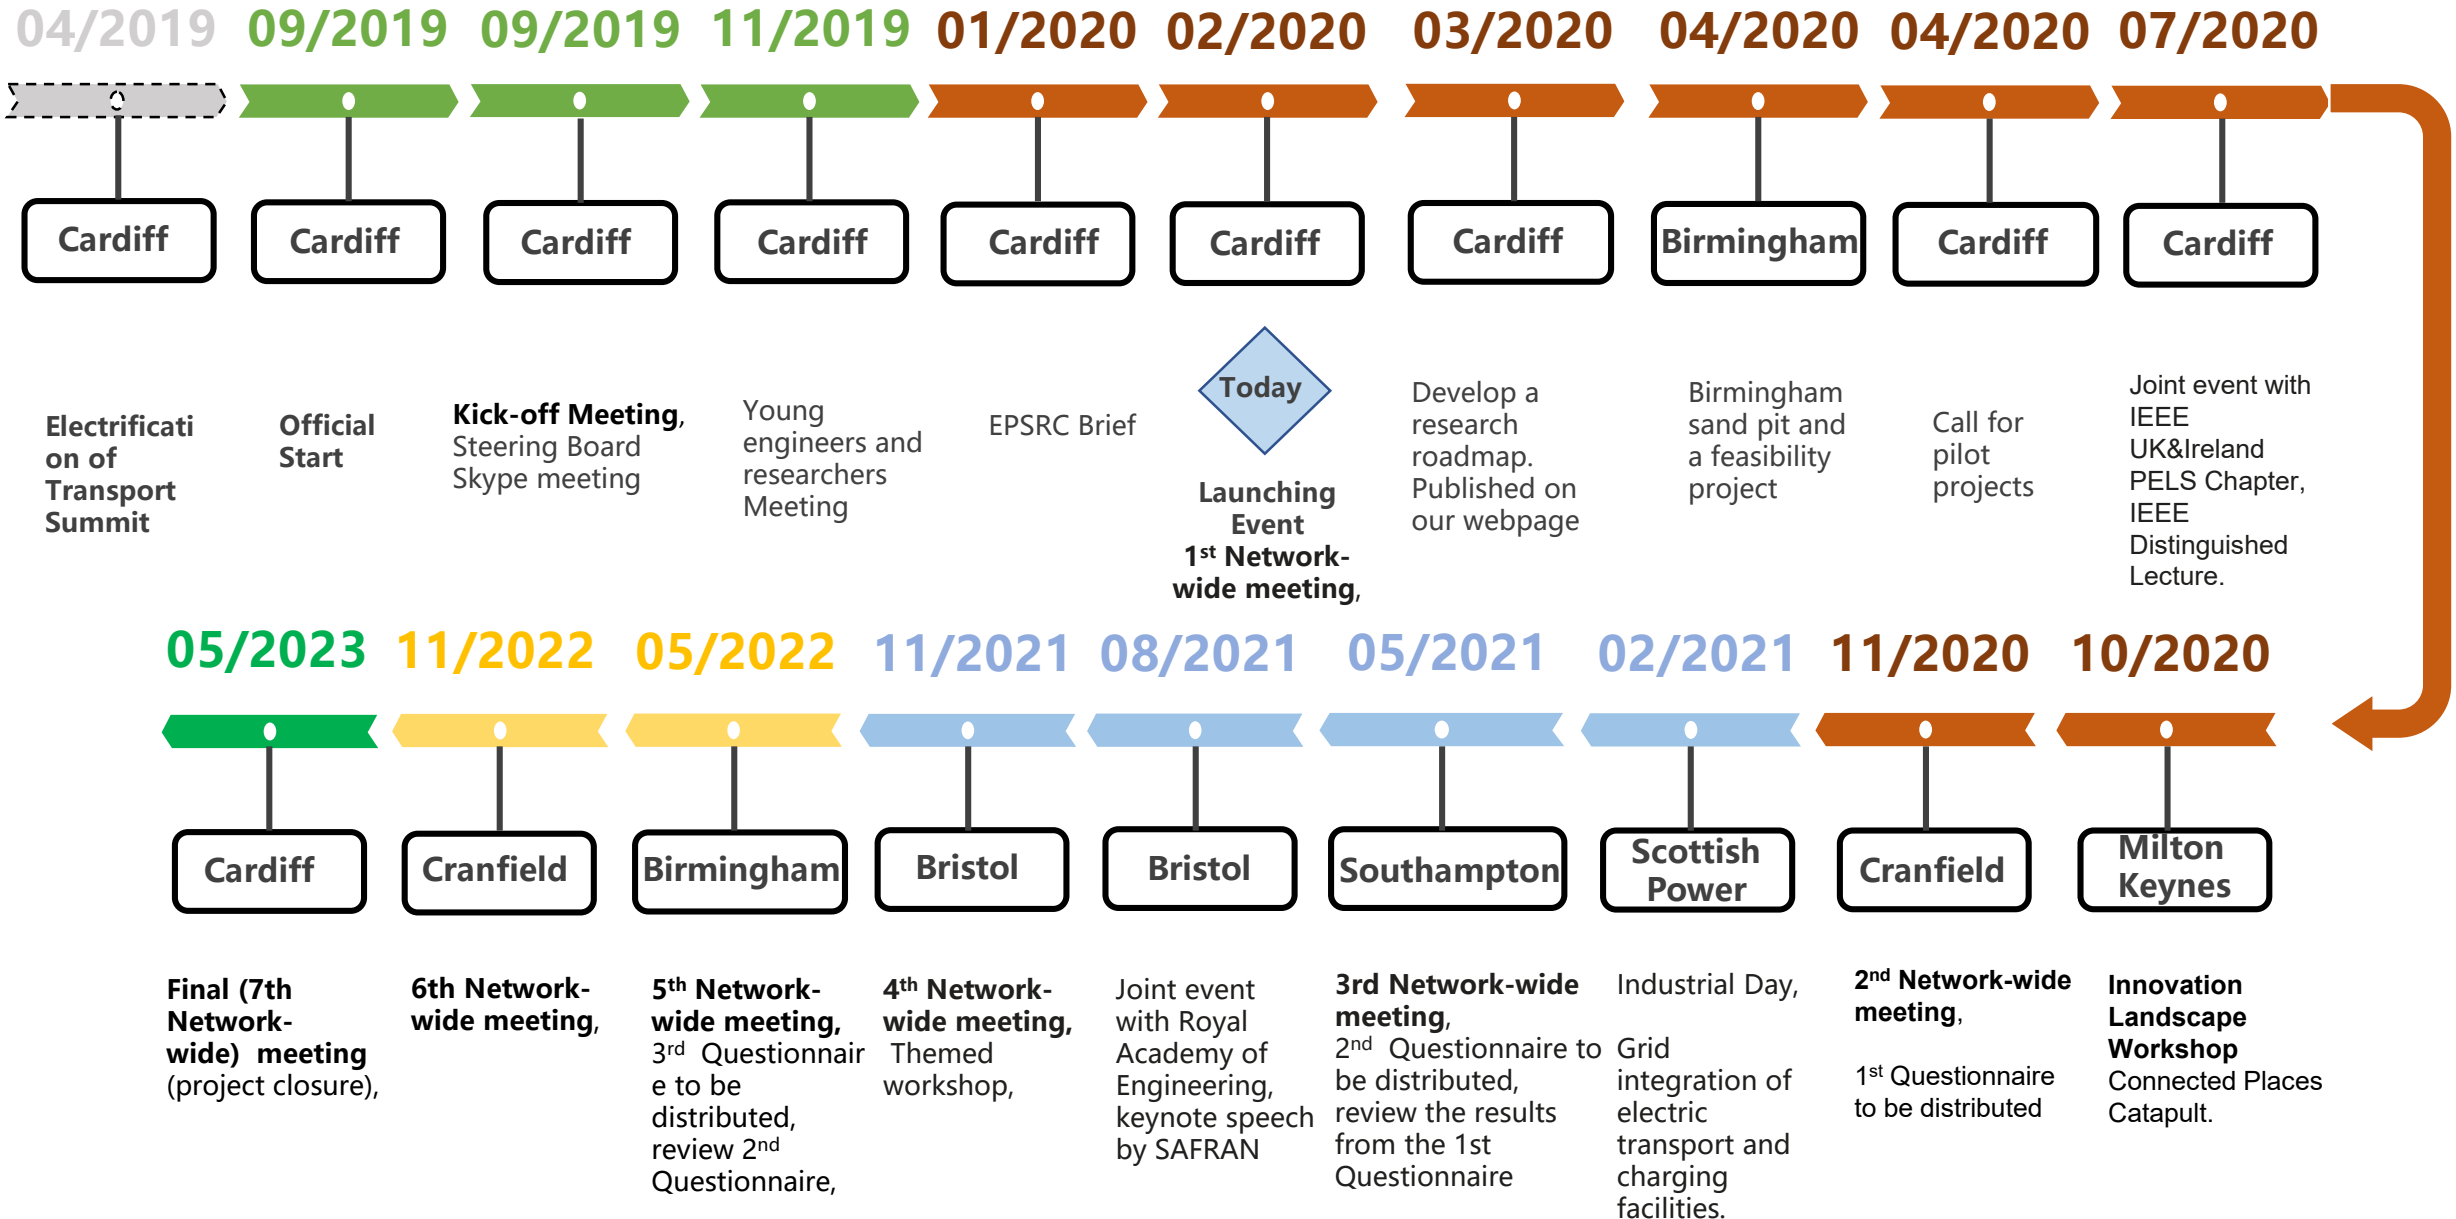 04/2019 09/2019 09/2019 11/2019 01/2020 02/2020 03/2020 04/2020 04/2020 07/2020
Cardiff Cardiff Cardiff Cardiff Cardiff Cardiff Cardiff Birmingham Cardiff Cardiff
Electrificati
on of
Transport
Summit
Official
Start
Kick-off Meeting,
Steering Board
Skype meeting
Young
engineers and
researchers
Meeting
EPSRC Brief
Today
Launching
Event
1st Network-
wide meeting,
Develop a
research
roadmap.
Published on
our webpage
Birmingham
sand pit and
a feasibility
project
Call for
pilot
projects
Joint event with
IEEE
UK&Ireland
PELS Chapter,
IEEE
Distinguished
Lecture.
05/2023 11/2022 05/2022 11/2021 08/2021 05/2021 02/2021 11/2020 10/2020
Cardiff Cranfield Birmingham Bristol Bristol Southampton
Scottish
Power
Cranfield
Milton
Keynes
Final (7th
Network-
wide) meeting
(project closure),
6th Network-
wide meeting,
5th Network-
wide meeting,
3rd Questionnair
e to be
distributed,
review 2nd
Questionnaire,
4th Network-
wide meeting,
Themed
workshop,
Joint event
with Royal
Academy of
Engineering,
keynote speech
by SAFRAN
3rd Network-wide
meeting,
2nd Questionnaire to
be distributed,
review the results
from the 1st
Questionnaire
Industrial Day,
Grid
integration of
electric
transport and
charging
facilities.
2nd Network-wide
meeting,
1st Questionnaire
to be distributed
Innovation
Landscape
Workshop
Connected Places
Catapult.